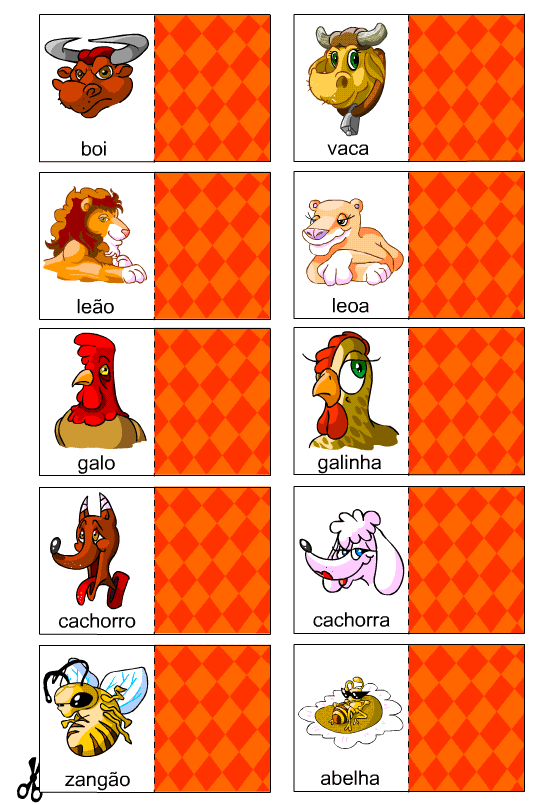 boi
vaca
leão
leoa
galo
galinha
cachorro
cachorra
zangão
abelha